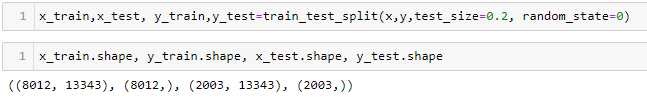 1 x_train,x_test, y_train,y_test=train_test_split(x,y,test_size=0.2, random_state=0)
1 x_train.shape, y_train.shape, x_test.shape, y_test.shape
((8012, 13343), (8012,), (2003, 13343), (2003,))